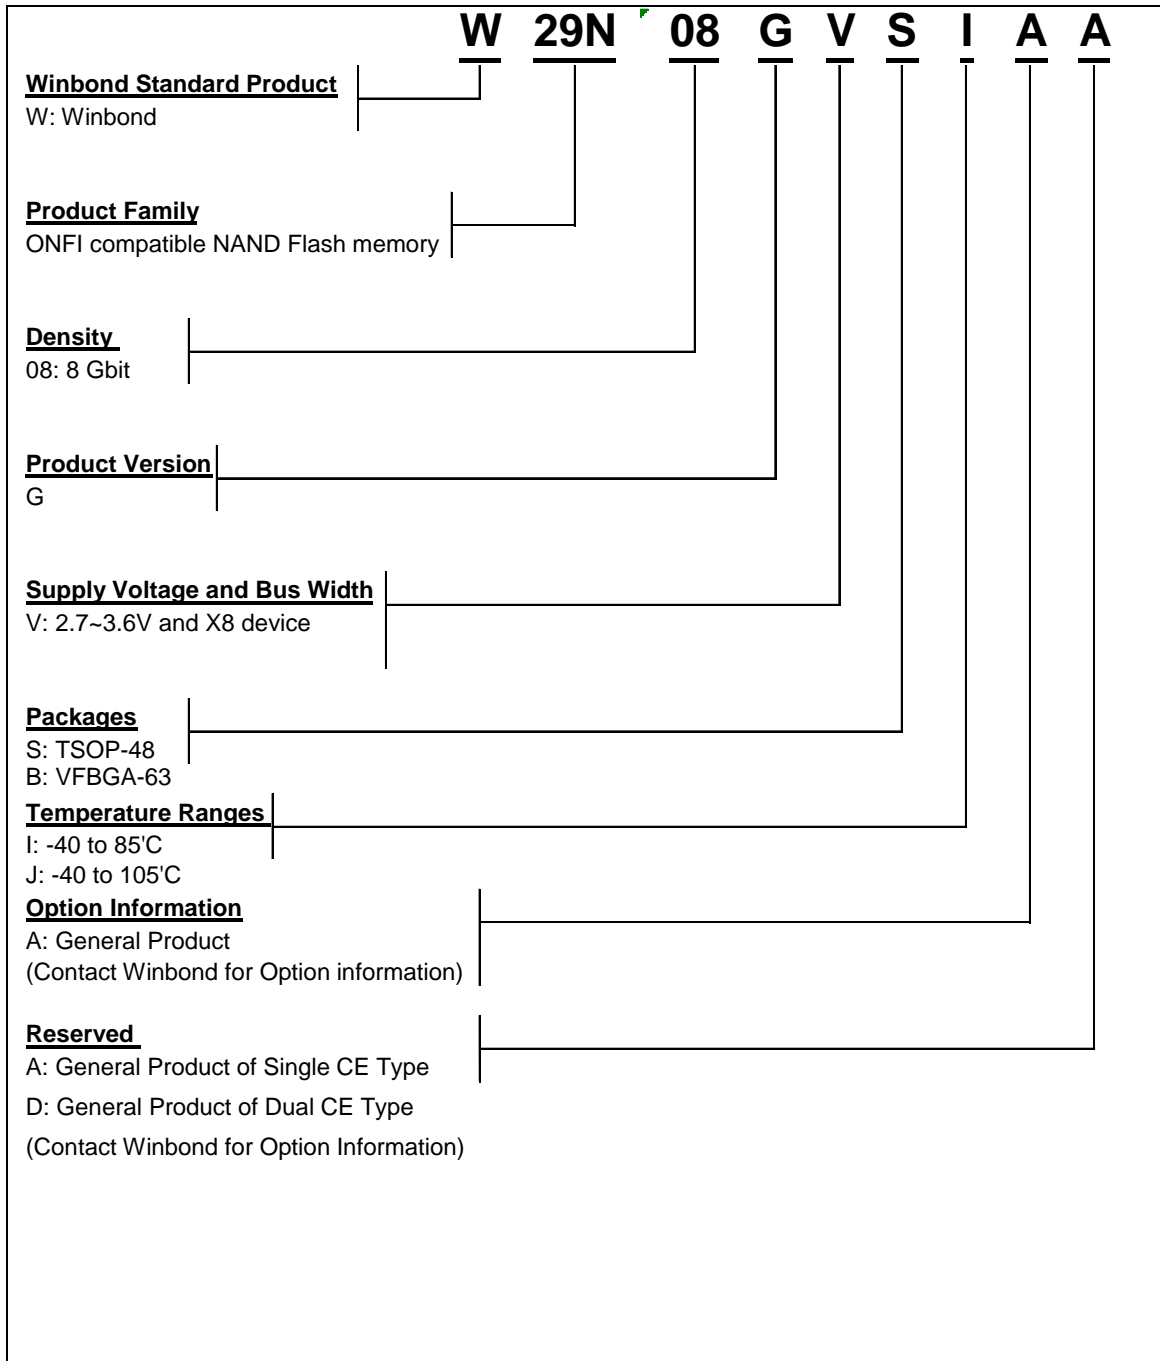 W 29N 08 G V S I A A
Winbond Standard Product
W: Winbond
Product Family
ONFI compatible NAND Flash memory
Density
08: 8 Gbit
Product Version
G
Supply Voltage and Bus Width
V: 2.7~3.6V and X8 device
Packages
S: TSOP-48
B: VFBGA-63
Temperature Ranges
I: -40 to 85'C
J: -40 to 105'C
Option Information
A: General Product
(Contact Winbond for Option information)
Reserved
A: General Product of Single CE Type
D: General Product of Dual CE Type
(Contact Winbond for Option Information)